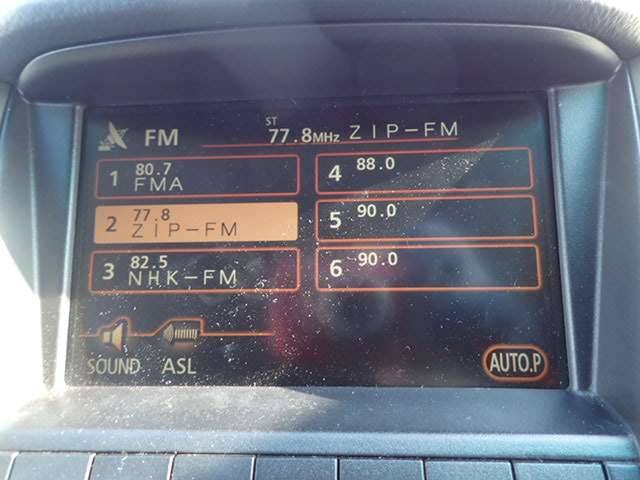 FM ST 77.8MHz ZIP-FM
1 80.7 FMA
2 77.8 ZIP-FM
3 82.5 NHK-FM
4 88.0
5 90.0
6 90.0
SOUND ASL AUTO.P